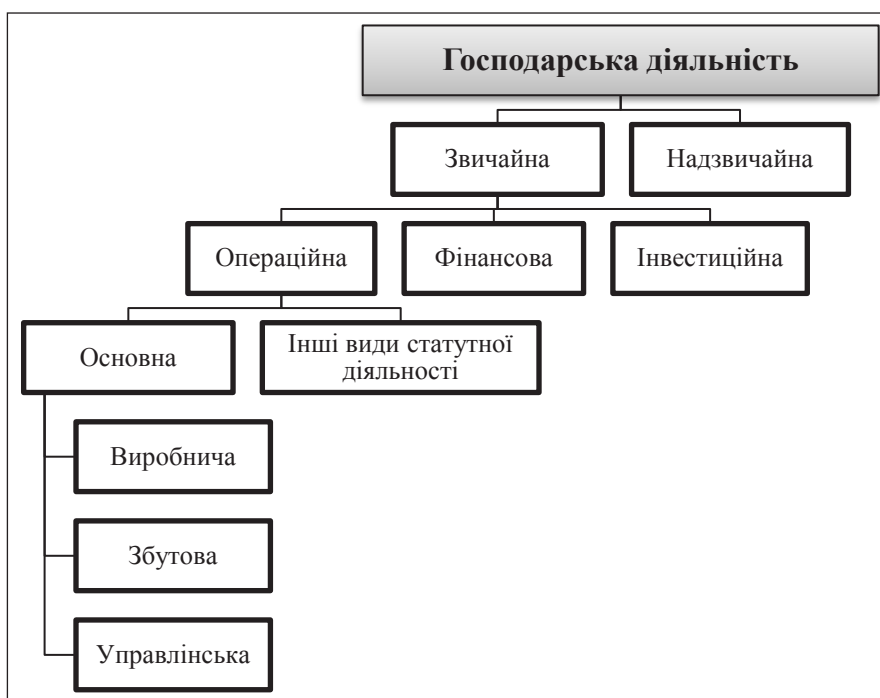 Господарська діяльність
Звичайна
Надзвичайна
Операційна
Фінансова
Інвестиційна
Основна
Інші види статутної
діяльності
Виробнича
Збутова
Управлінська